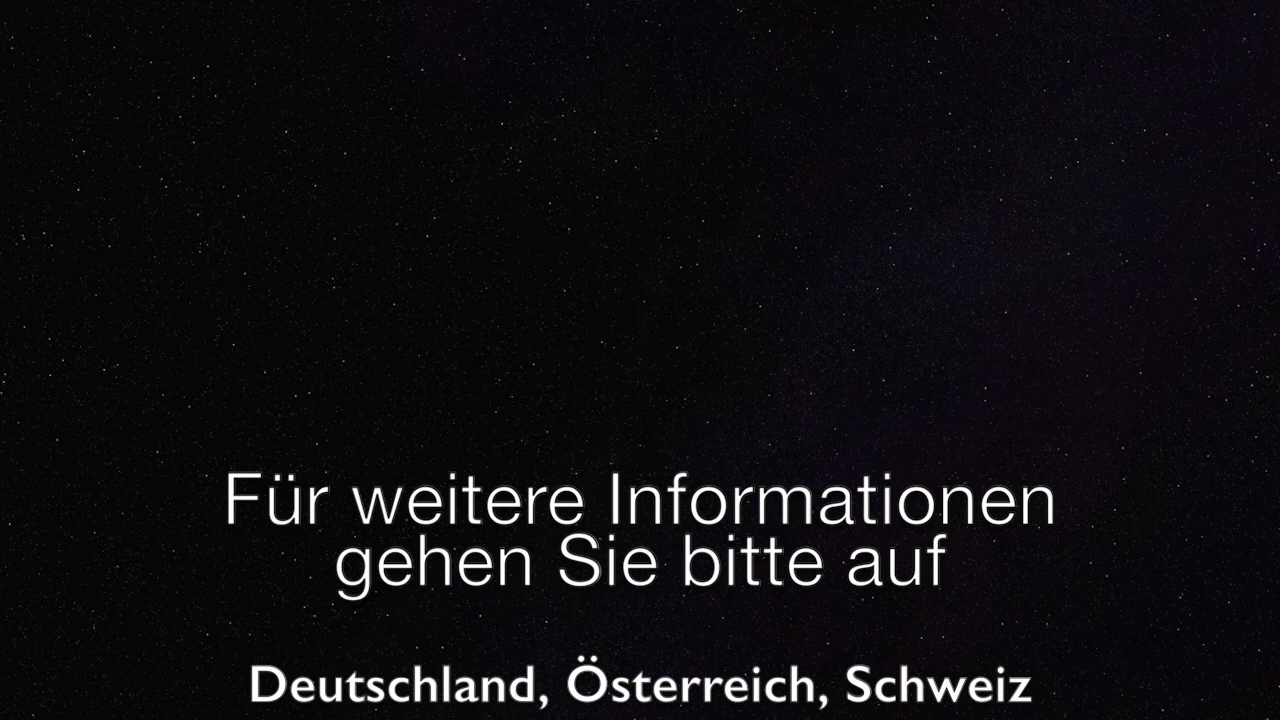 Für weitere Informationen
gehen Sie bitte auf
Deutschland, Österreich, Schweiz